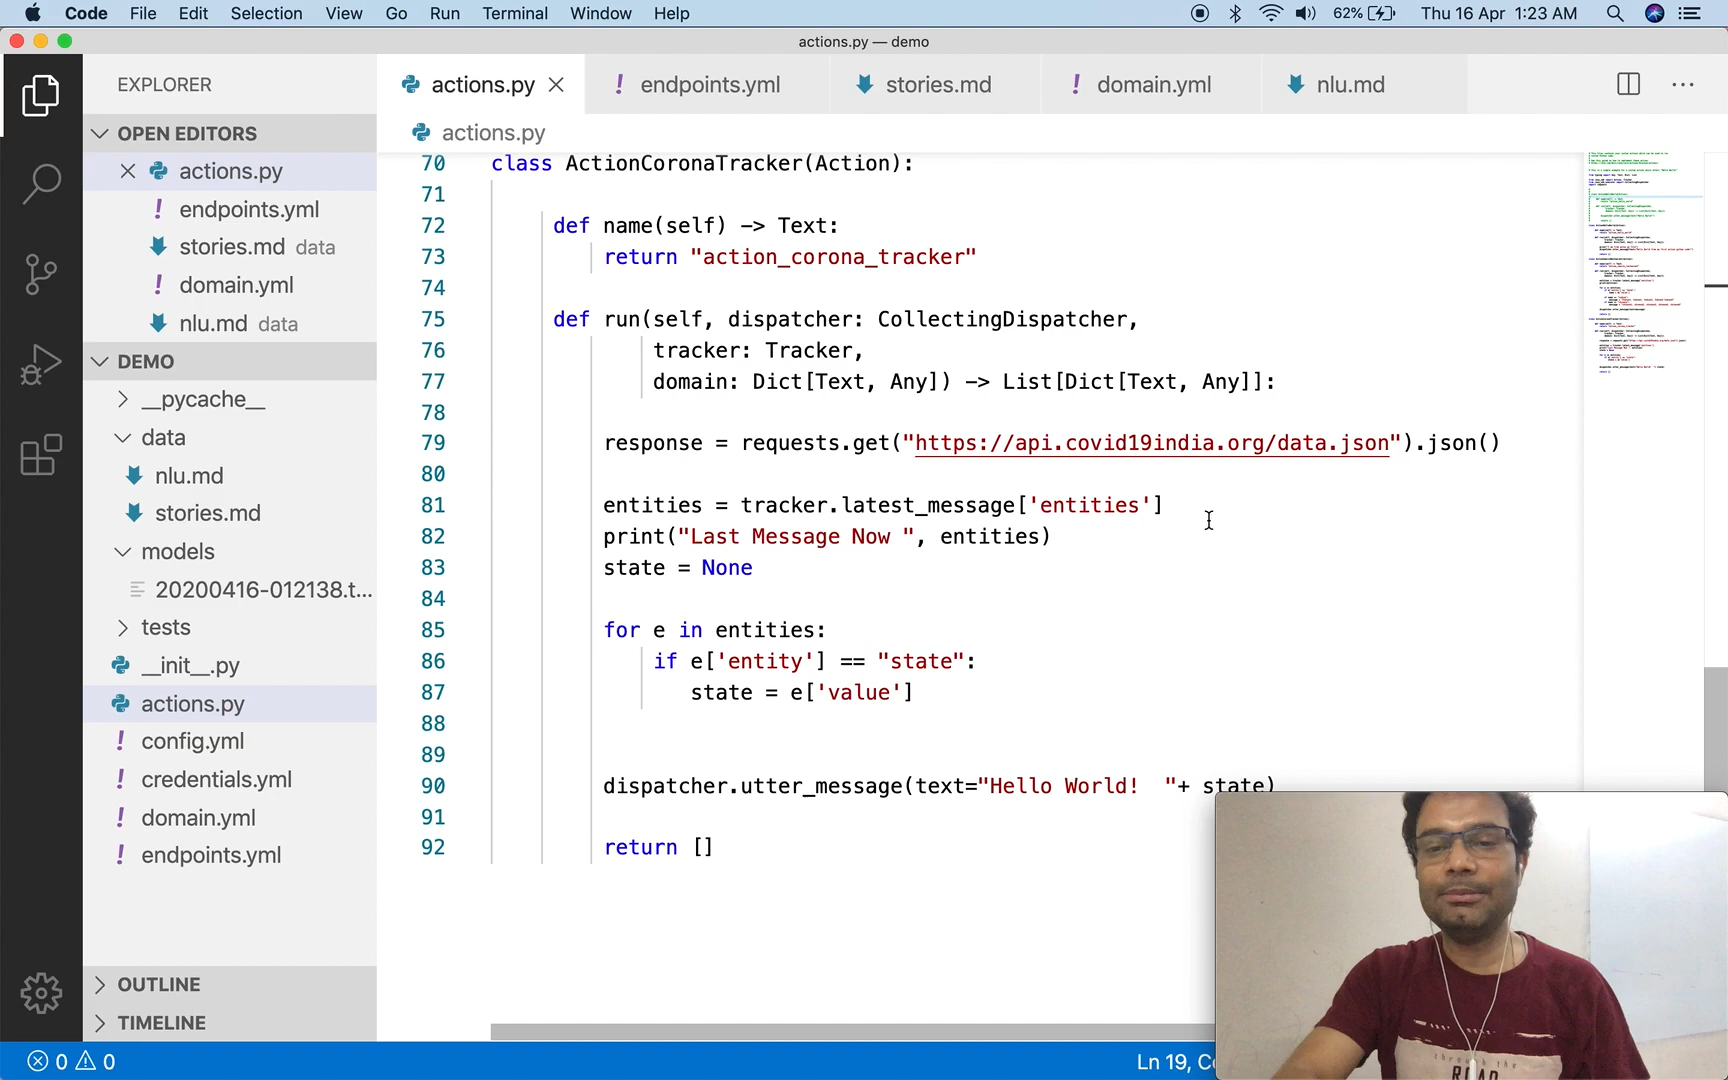 Code File Edit Selection View Go Run Terminal Window Help 62% Thu 16 Apr 1:23 AM
actions.py — demo
EXPLORER
actions.py endpoints.yml stories.md domain.yml nlu.md
OPEN EDITORS
actions.py
actions.py
endpoints.yml
stories.md data
domain.yml
nlu.md data
DEMO
__pycache__
data
nlu.md
stories.md
models
20200416-012138.t...
tests
__init__.py
actions.py
config.yml
credentials.yml
domain.yml
endpoints.yml
OUTLINE
TIMELINE
70 class ActionCoronaTracker(Action):
71
72 def name(self) -> Text:
73 return "action_corona_tracker"
74
75 def run(self, dispatcher: CollectingDispatcher,
76 tracker: Tracker,
77 domain: Dict[Text, Any]) -> List[Dict[Text, Any]]:
78
79 response = requests.get("https://api.covid19india.org/data.json").json()
80
81 entities = tracker.latest_message['entities']
82 print("Last Message Now ", entities)
83 state = None
84
85 for e in entities:
86 if e['entity'] == "state":
87 state = e['value']
88
89
90 dispatcher.utter_message(text="Hello World!  "+ state)
91
92 return []
0 0
Ln 19, C
through the
ROAD